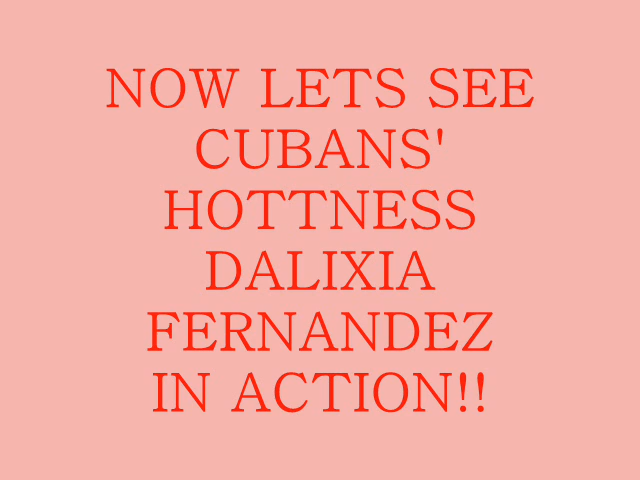 NOW LETS SEE
CUBANS'
HOTTNESS
DALIXIA
FERNANDEZ
IN ACTION!!